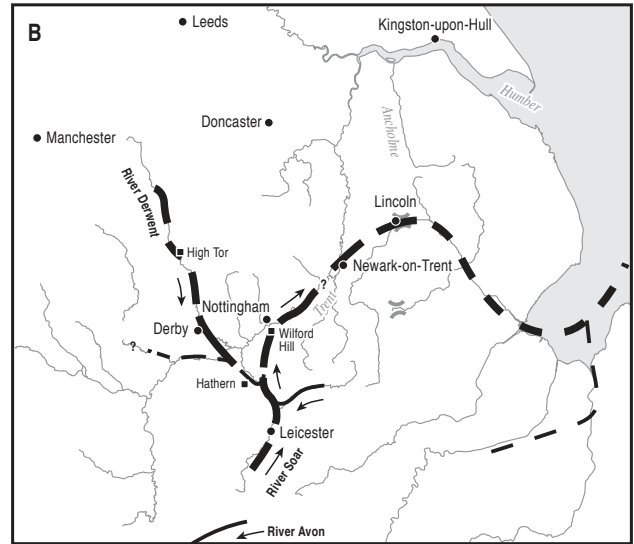 B
Leeds
Kingston-upon-Hull
Humber
Ancholme
Doncaster
Manchester
River Derwent
Lincoln
High Tor
Newark-on-Trent
?
Trent
Nottingham
Derby
Wilford
Hill
?
Hathern
Leicester
River Soar
River Avon